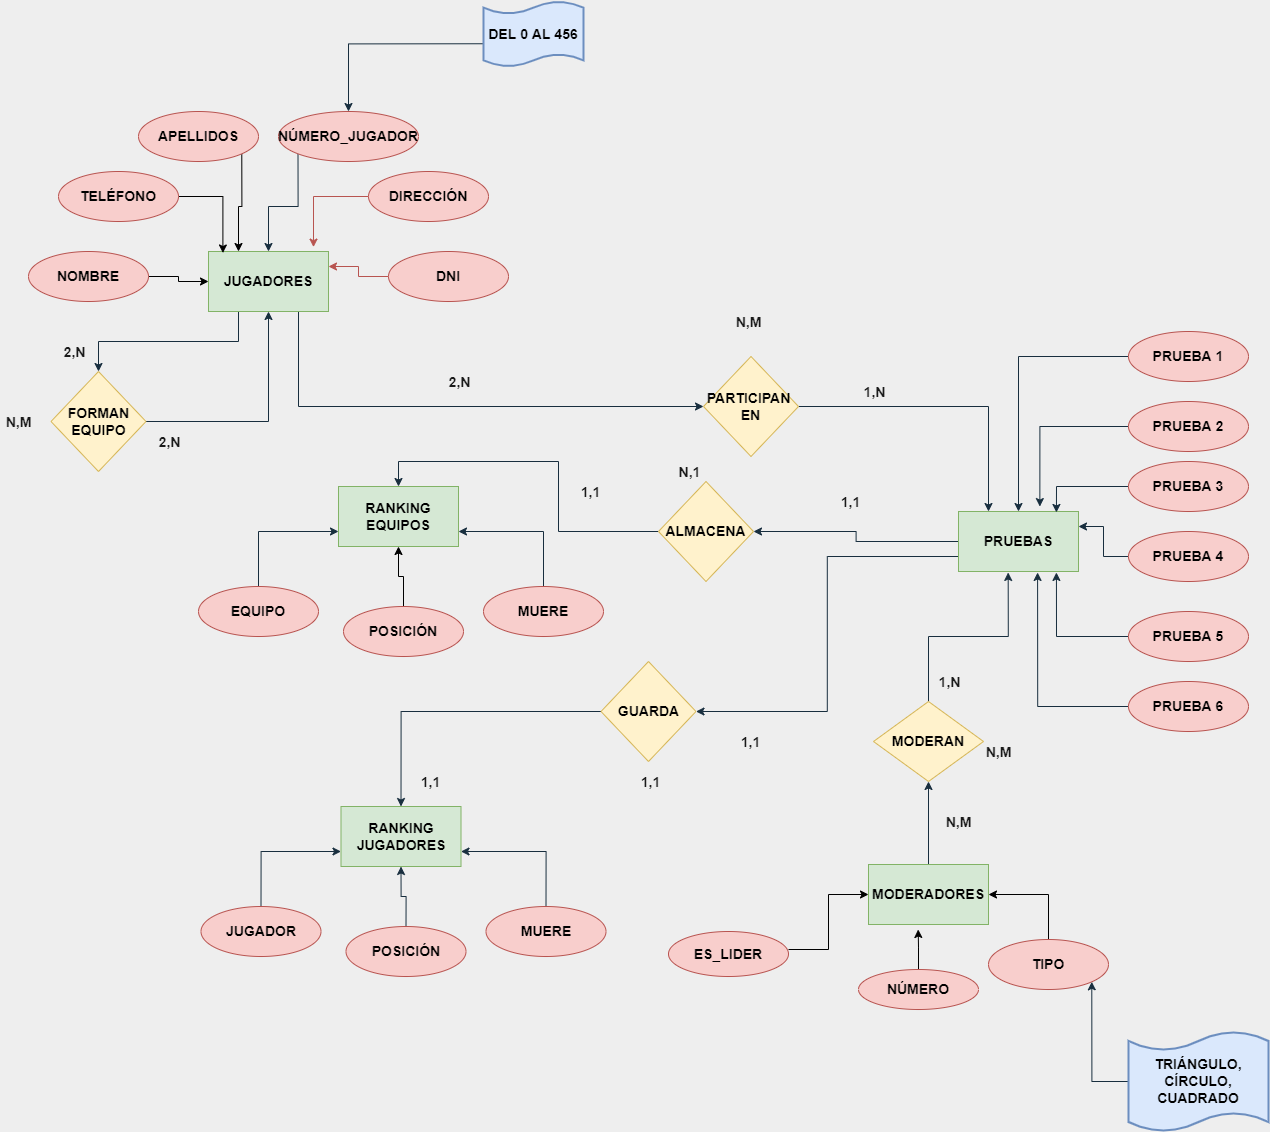 DEL 0 AL 456
APELLIDOS
NÚMERO_JUGADOR
TELÉFONO
DIRECCIÓN
NOMBRE
JUGADORES
DNI
N,M
2,N
PRUEBA 1
2,N
1,N
PARTICIPAN
EN
FORMAN
EQUIPO
N,M
2,N
PRUEBA 2
N,1
PRUEBA 3
1,1
1,1
RANKING
EQUIPOS
ALMACENA
PRUEBAS
PRUEBA 4
EQUIPO
POSICIÓN
MUERE
PRUEBA 5
1,N
GUARDA
PRUEBA 6
1,1
MODERAN
N,M
1,1
1,1
N,M
RANKING
JUGADORES
MODERADORES
JUGADOR
POSICIÓN
MUERE
ES_LIDER
NÚMERO
TIPO
TRIÁNGULO,
CÍRCULO,
CUADRADO